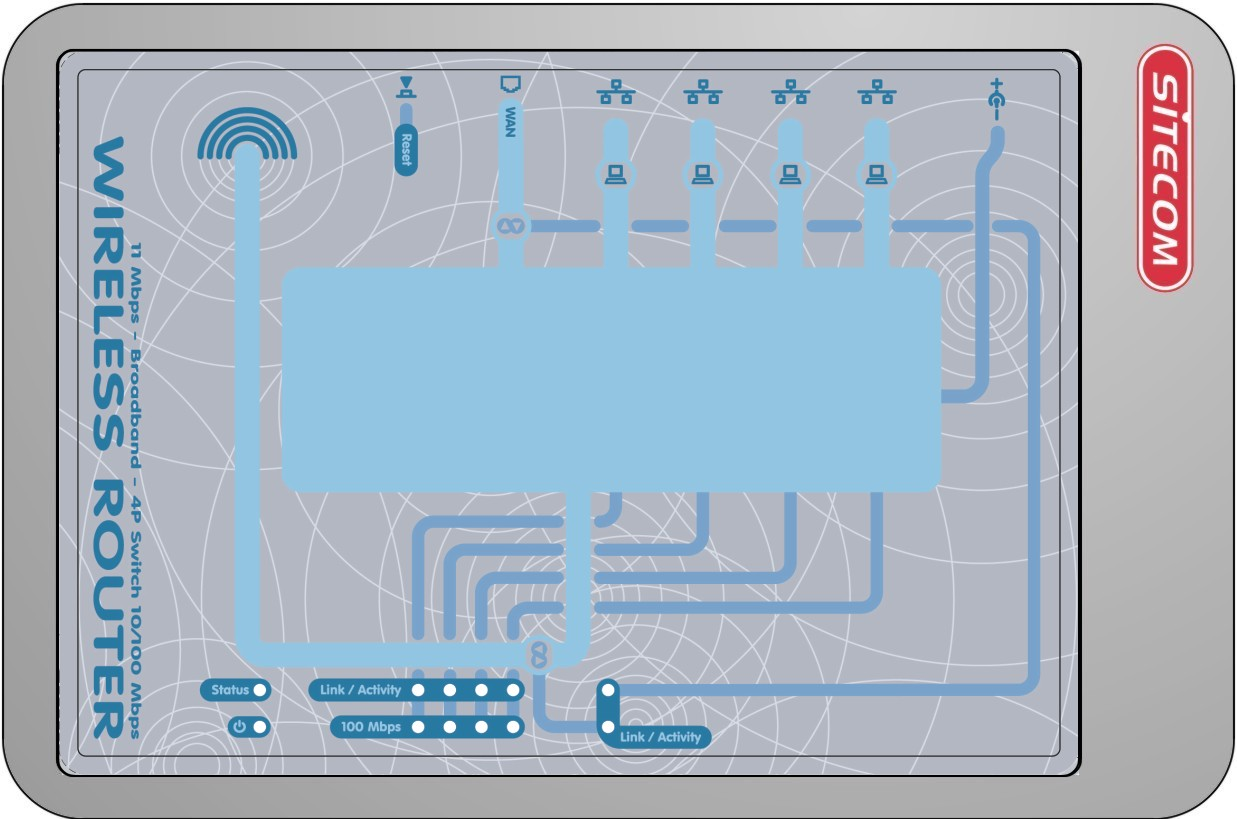 WIRELESS ROUTER
11 Mbps - Broadband - 4P Switch 10/100 Mbps
Reset
WAN
SITECOM
Status
Link / Activity
100 Mbps
Link / Activity